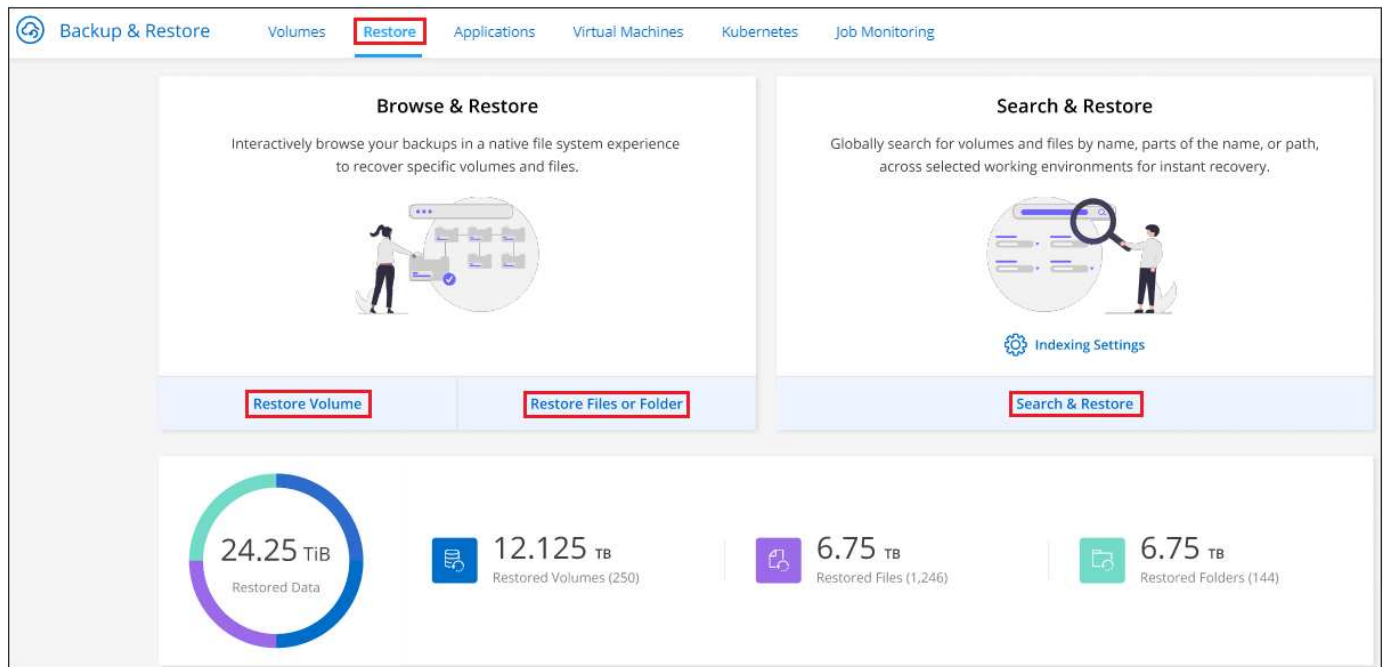 Backup & Restore Volumes Restore Applications Virtual Machines Kubernetes Job Monitoring
Browse & Restore
Interactively browse your backups in a native file system experience
to recover specific volumes and files.
Restore Volume Restore Files or Folder
Search & Restore
Globally search for volumes and files by name, parts of the name, or path,
across selected working environments for instant recovery.
Indexing Settings
Search & Restore
24.25 TiB
Restored Data
12.125 TB
Restored Volumes (250)
6.75 TB
Restored Files (1,246)
6.75 TB
Restored Folders (144)